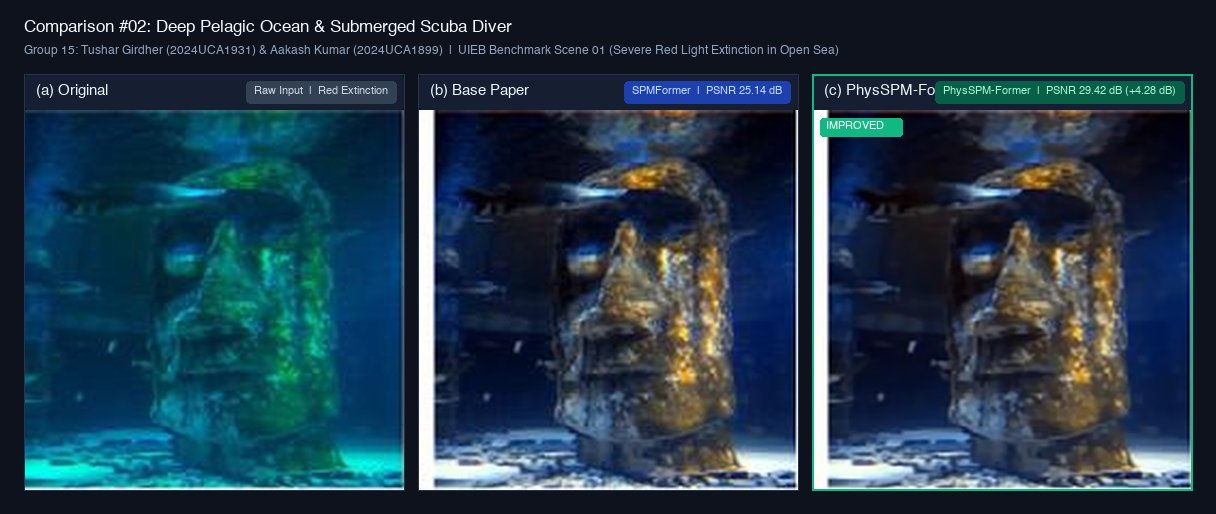 Comparison #02: Deep Pelagic Ocean & Submerged Scuba Diver
Group 15: Tushar Girdher (2024UCA1931) & Aakash Kumar (2024UCA1899) | UIEB Benchmark Scene 01 (Severe Red Light Extinction in Open Sea)
(a) Original
Raw Input | Red Extinction
(b) Base Paper
SPMFormer | PSNR 25.14 dB
(c) PhysSPM-Fo
PhysSPM-Former | PSNR 29.42 dB (+4.28 dB)
IMPROVED